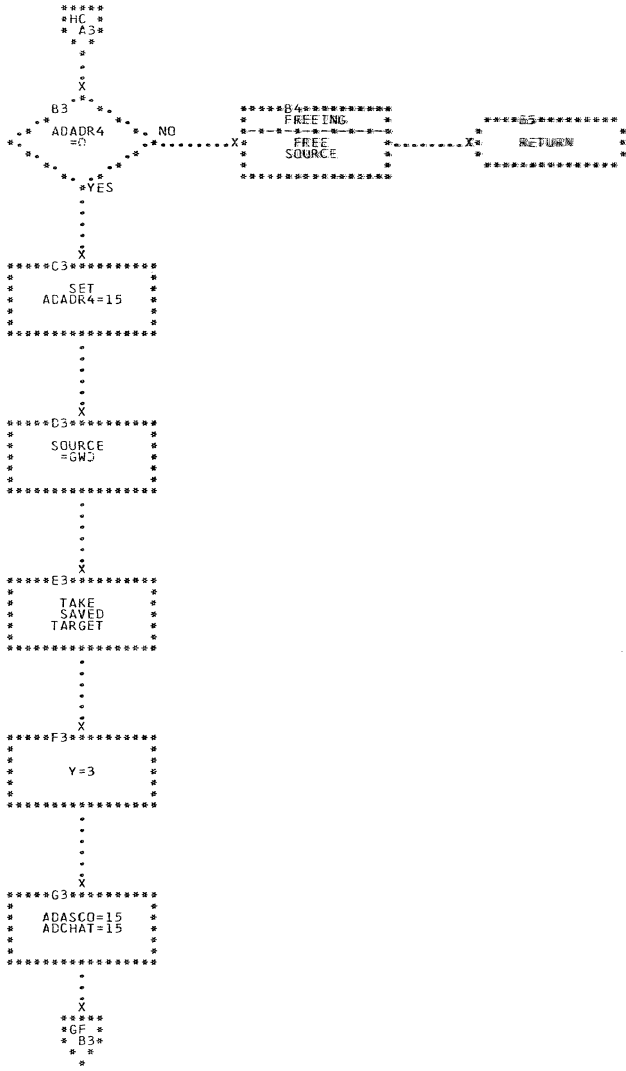 HC
A3
B3
ADADR4
=0
NO
YES
B4
FREEING
FREE
SOURCE
B5
RETURN
C3
SET
ADADR4=15
D3
SOURCE
=GWD
E3
TAKE
SAVED
TARGET
F3
Y=3
G3
ADASCO=15
ADCHAT=15
GF
B3